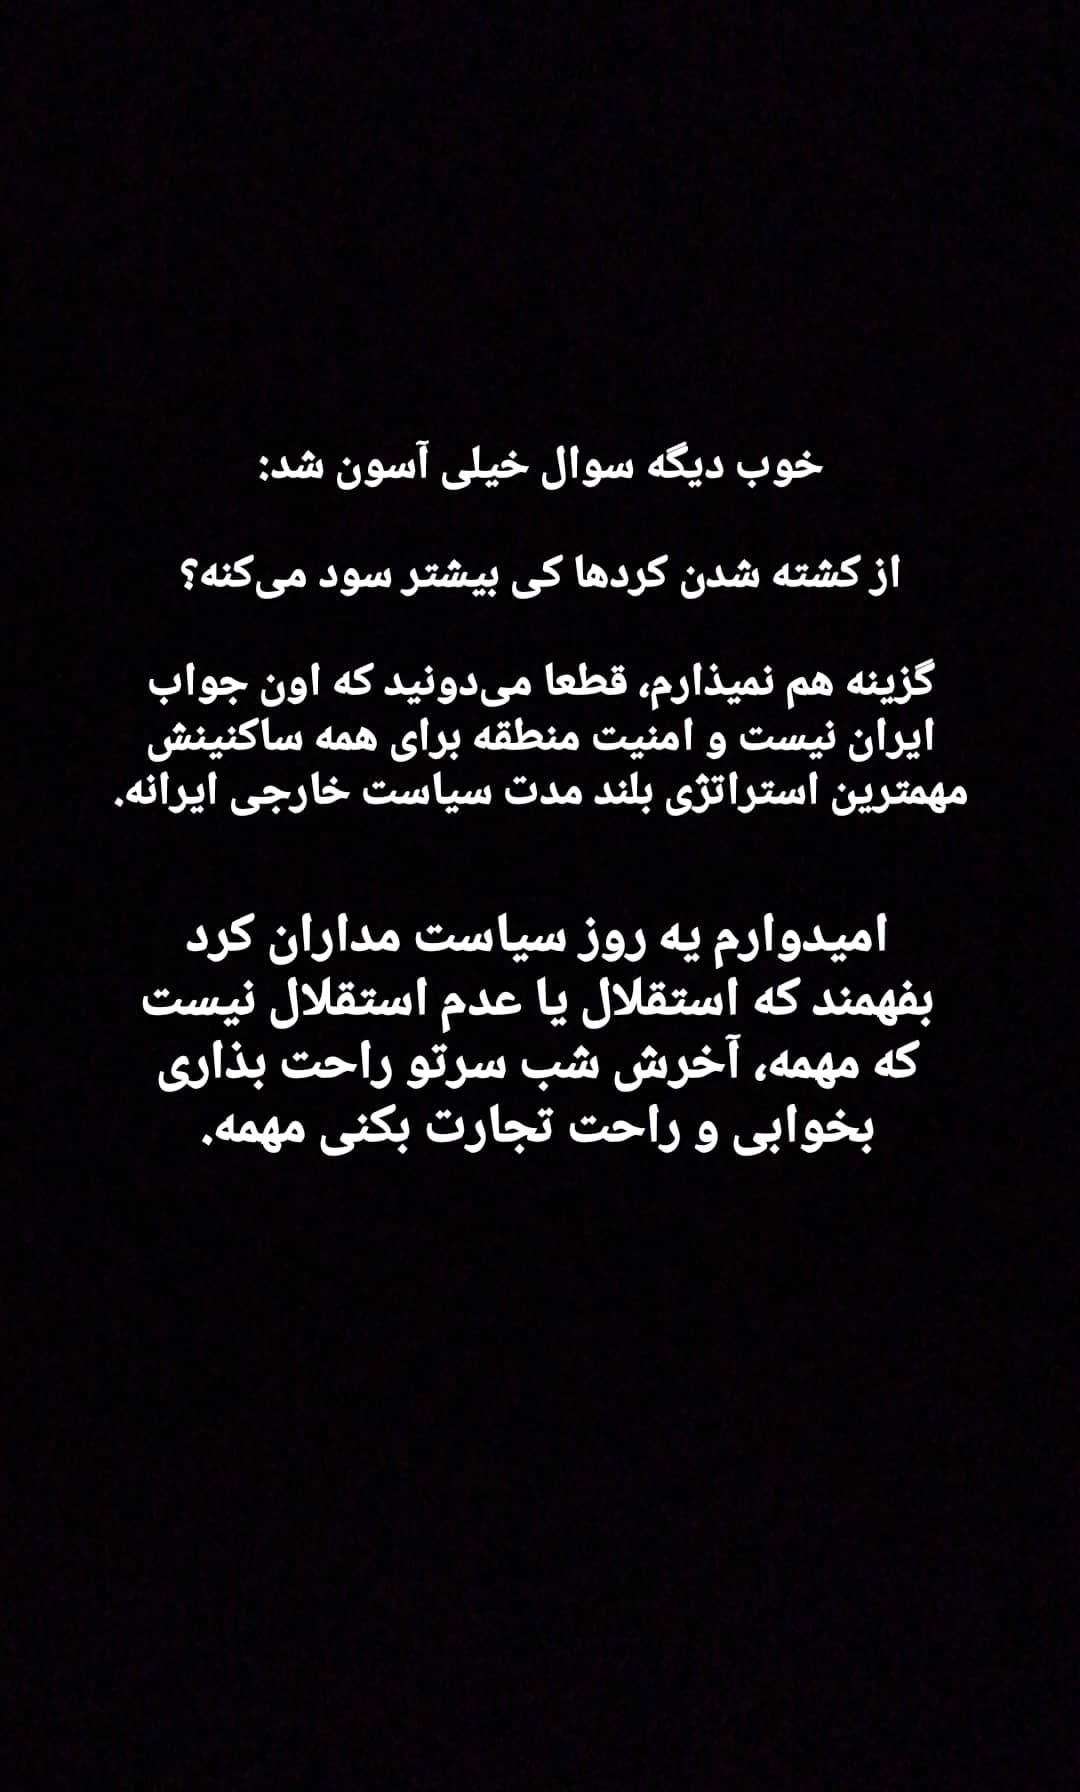 خوب دیگه سوال خیلی آسون شد:
از کشته شدن کردها کی بیشتر سود می‌کنه؟
گزینه هم نمیذارم، قطعا می‌دونید که اون جواب
ایران نیست و امنیت منطقه برای همه ساکنینش
مهمترین استراتژی بلند مدت سیاست خارجی ایرانه.
امیدوارم یه روز سیاست مداران کرد
بفهمند که استقلال یا عدم استقلال نیست
که مهمه، آخرش شب سرتو راحت بذاری
بخوابی و راحت تجارت بکنی مهمه.